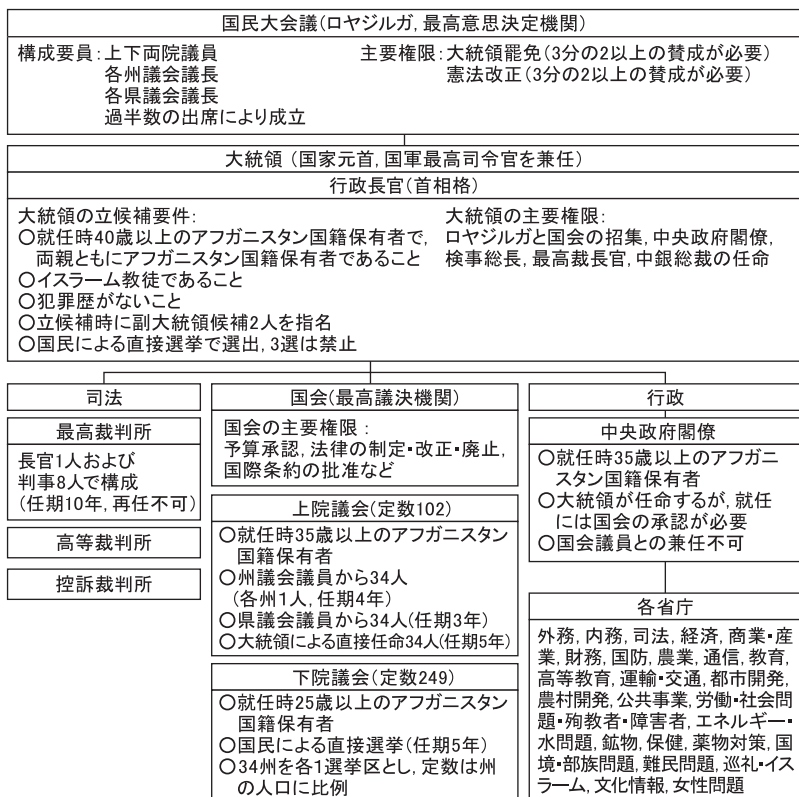 国民大会議(ロヤジルガ，最高意思決定機関)
構成要員：上下両院議員
各州議会議長
各県議会議長
過半数の出席により成立
主要権限：大統領罷免(3分の2以上の賛成が必要)
憲法改正(3分の2以上の賛成が必要)
大統領 (国家元首，国軍最高司令官を兼任)
行政長官(首相格)
大統領の立候補要件：
○就任時40歳以上のアフガニスタン国籍保有者で，
両親ともにアフガニスタン国籍保有者であること
○イスラーム教徒であること
○犯罪歴がないこと
○立候補時に副大統領候補2人を指名
○国民による直接選挙で選出，3選は禁止
大統領の主要権限：
ロヤジルガと国会の招集，中央政府閣僚，
検事総長，最高裁長官，中銀総裁の任命
司法
最高裁判所
長官1人および
判事8人で構成
(任期10年，再任不可)
高等裁判所
控訴裁判所
国会(最高議決機関)
国会の主要権限：
予算承認，法律の制定・改正・廃止，
国際条約の批准など
上院議会(定数102)
○就任時35歳以上のアフガニスタン
国籍保有者
○州議会議員から34人
(各州1人，任期4年)
○県議会議員から34人(任期3年)
○大統領による直接任命34人(任期5年)
下院議会(定数249)
○就任時25歳以上のアフガニスタン
国籍保有者
○国民による直接選挙(任期5年)
○34州を各1選挙区とし，定数は州
の人口に比例
行政
中央政府閣僚
○就任時35歳以上のアフガニ
スタン国籍保有者
○大統領が任命するが，就任
には国会の承認が必要
○国会議員との兼任不可
各省庁
外務，内務，司法，経済，商業・産
業，財務，国防，農業，通信，教育，
高等教育，運輸・交通，都市開発，
農村開発，公共事業，労働・社会問
題・殉教者・障害者，エネルギー・
水問題，鉱物，保健，薬物対策，国
境・部族問題，難民問題，巡礼・イス
ラーム，文化情報，女性問題